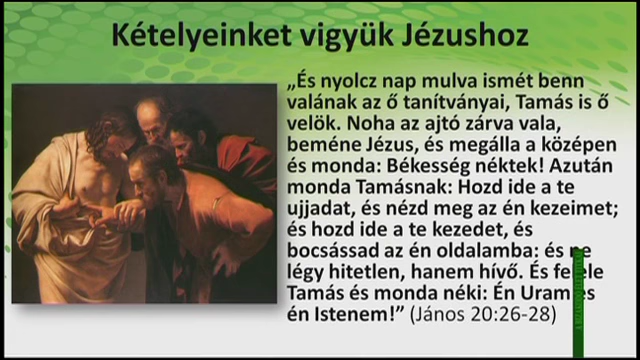 Kételyeinket vigyük Jézushoz
„És nyolcz nap mulva ismét benn
valának az ő tanítványai, Tamás is ő
velök. Noha az ajtó zárva vala,
beméne Jézus, és megálla a középen
és monda: Békesség néktek! Azután
monda Tamásnak: Hozd ide a te
ujjadat, és nézd meg az én kezeimet;
és hozd ide a te kezedet, és
bocsássad az én oldalamba: és ne
légy hitetlen, hanem hívő. És felele
Tamás és monda néki: Én Uram és
én Istenem!” (János 20:26-28)